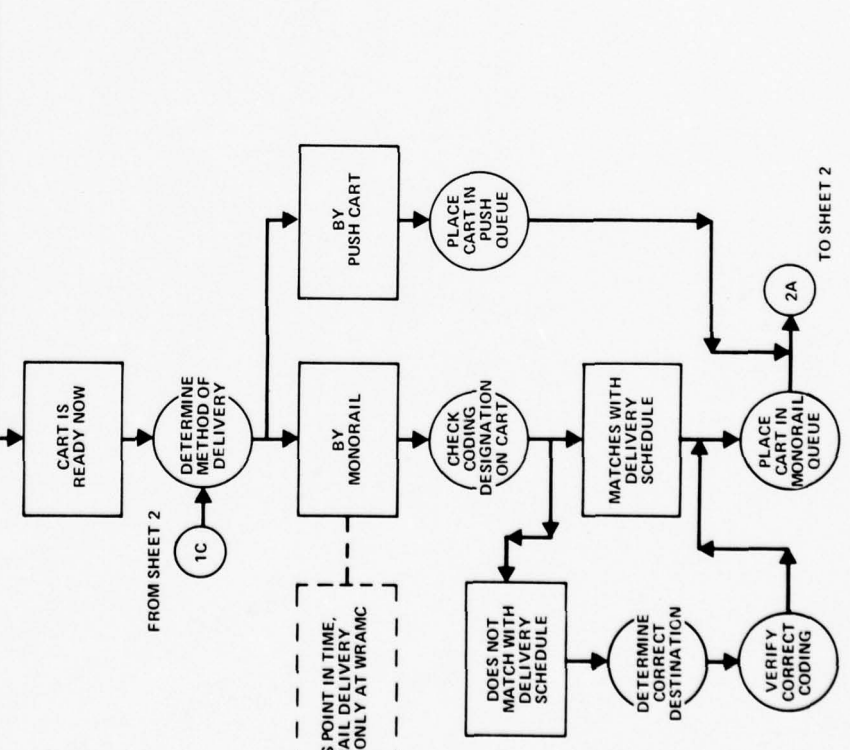 CART IS
READY NOW
FROM SHEET 2
1C
DETERMINE
METHOD OF
DELIVERY
BY
PUSH CART
PLACE
CART IN
PUSH
QUEUE
BY
MONORAIL
POINT IN TIME,
DELIVERY
ONLY AT WRAMC
CHECK
CODING
DESIGNATION
ON CART
MATCHES WITH
DELIVERY
SCHEDULE
DOES NOT
MATCH WITH
DELIVERY
SCHEDULE
DETERMINE
CORRECT
DESTINATION
VERIFY
CORRECT
CODING
PLACE
CART IN
MONORAIL
QUEUE
2A
TO SHEET 2